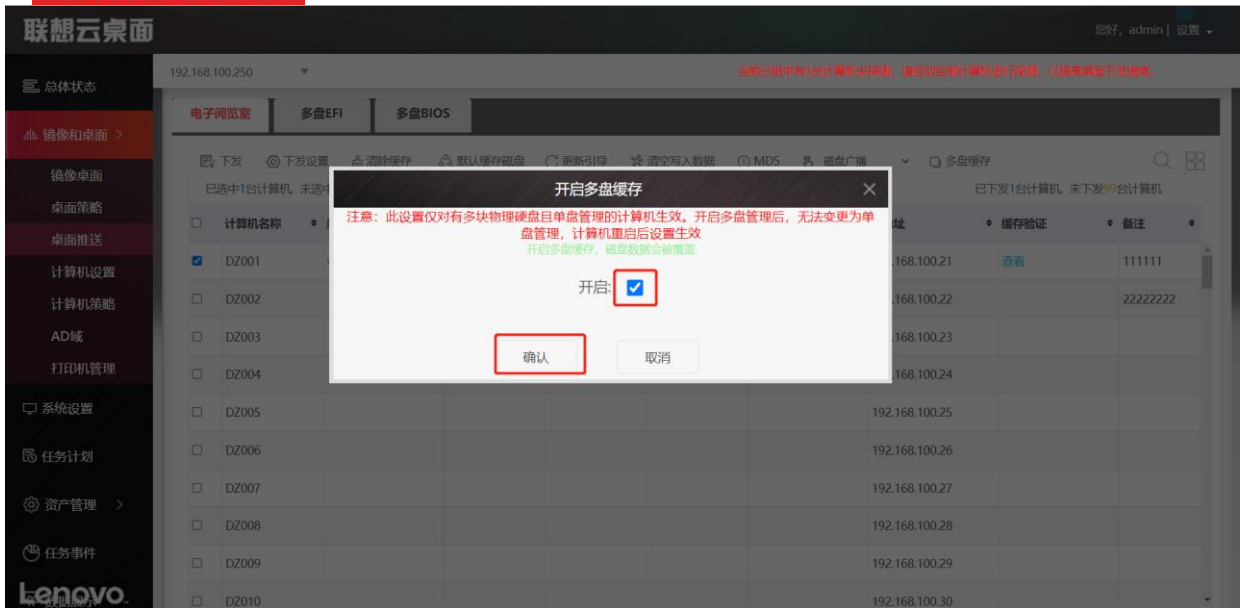 联想云桌面
您好，admin | 设置
总体状态
192.168.100.250
镜像和桌面 >
电子阅览室 多盘EFI 多盘BIOS
镜像桌面
桌面策略
桌面推送
计算机设置
计算机策略
AD域
打印机管理
系统设置
任务计划
资产管理 >
任务事件
Lenovo
下发 下发设置 清除缓存 默认缓存磁盘 更新引导 清空写入数据 MD5 磁盘广播 多盘缓存
已选中1台计算机，未选中
已下发1台计算机，未下发99台计算机
开启多盘缓存
注意：此设置仅对有多块物理硬盘且单盘管理的计算机生效。开启多盘管理后，无法变更为单
盘管理，计算机重启后设置生效
开启多盘缓存，磁盘数据会被覆盖
开启:
确认 取消
计算机名称 缓存验证 备注
DZ001 .168.100.21 查看 111111
DZ002 .168.100.22 22222222
DZ003 .168.100.23
DZ004 .168.100.24
DZ005 192.168.100.25
DZ006 192.168.100.26
DZ007 192.168.100.27
DZ008 192.168.100.28
DZ009 192.168.100.29
DZ010 192.168.100.30